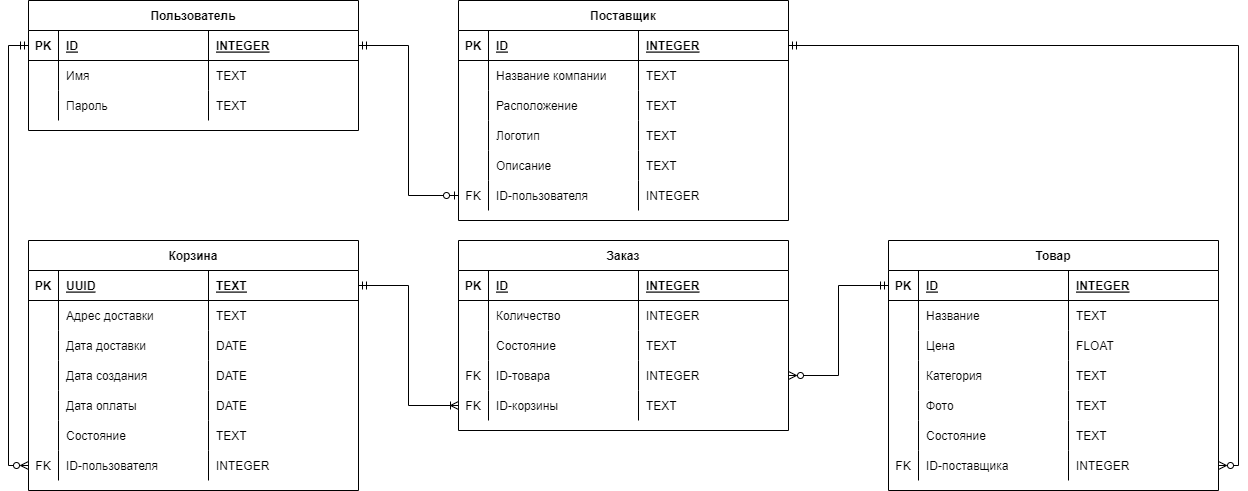 Пользователь
PK ID INTEGER
Имя TEXT
Пароль TEXT
Поставщик
PK ID INTEGER
Название компании TEXT
Расположение TEXT
Логотип TEXT
Описание TEXT
FK ID-пользователя INTEGER
Корзина
PK UUID TEXT
Адрес доставки TEXT
Дата доставки DATE
Дата создания DATE
Дата оплаты DATE
Состояние TEXT
FK ID-пользователя INTEGER
Заказ
PK ID INTEGER
Количество INTEGER
Состояние TEXT
FK ID-товара INTEGER
FK ID-корзины TEXT
Товар
PK ID INTEGER
Название TEXT
Цена FLOAT
Категория TEXT
Фото TEXT
Состояние TEXT
FK ID-поставщика INTEGER